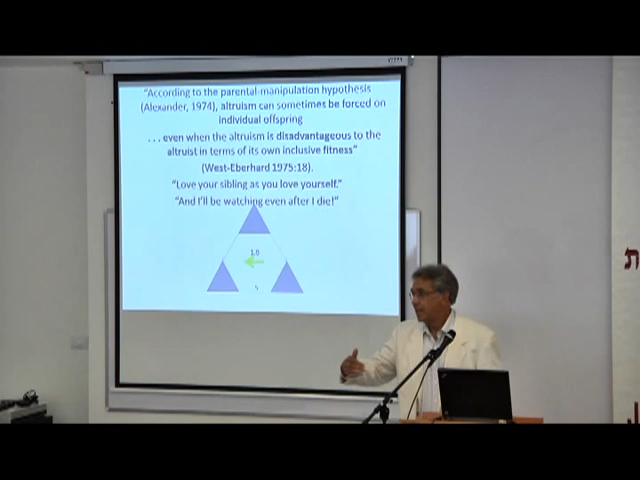 "According to the parental-manipulation hypothesis
(Alexander, 1974), altruism can sometimes be forced on
individual offspring
. . . even when the altruism is disadvantageous to the
altruist in terms of its own inclusive fitness"
(West-Eberhard 1975:18).
"Love your sibling as you love yourself."
"And I'll be watching even after I die!"
1.0
ת